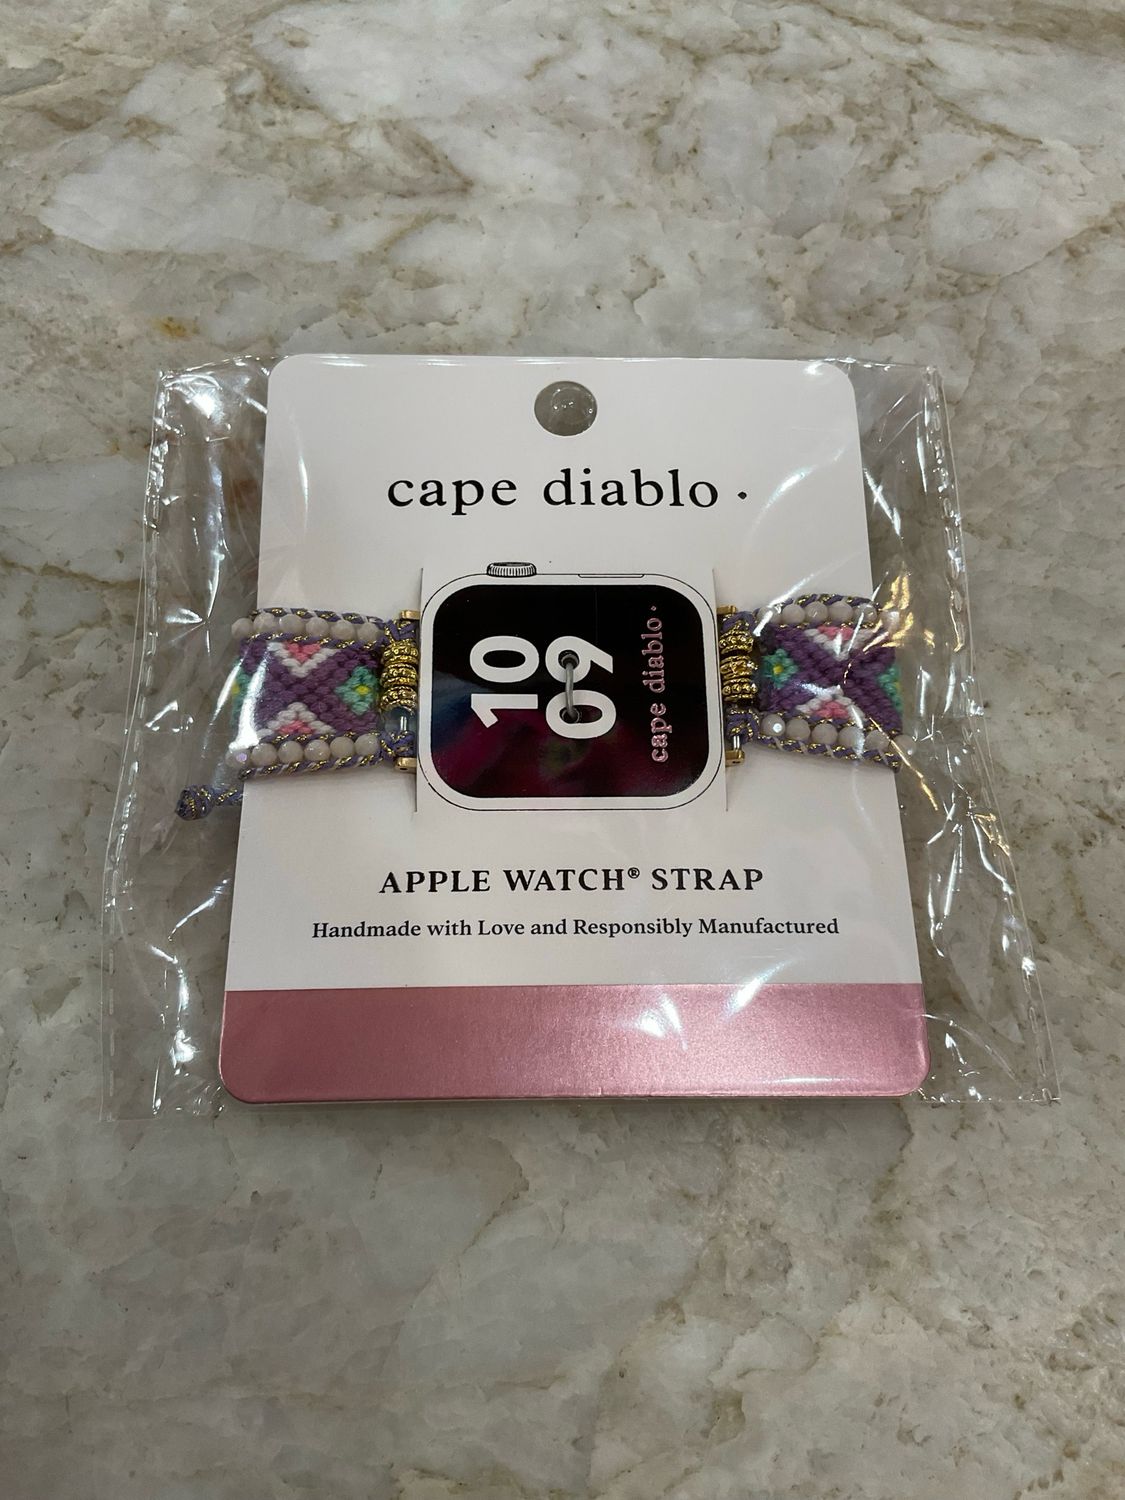 cape diablo ·
10
09
cape diablo ·
APPLE WATCH® STRAP
Handmade with Love and Responsibly Manufactured